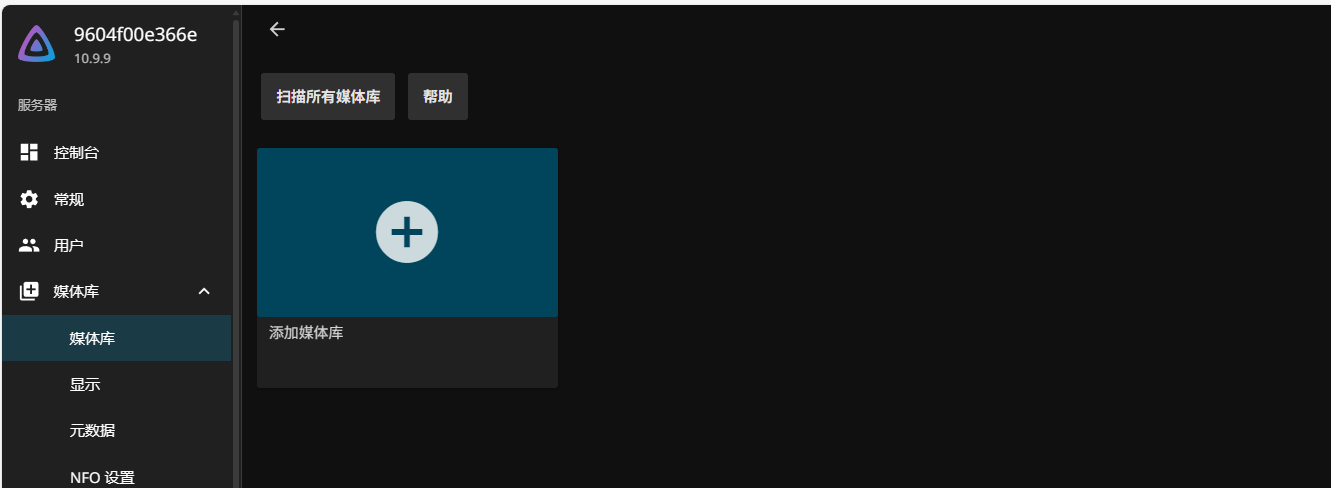 9604f00e366e
10.9.9
服务器
控制台
常规
用户
媒体库
媒体库
显示
元数据
NFO 设置
扫描所有媒体库
帮助
添加媒体库